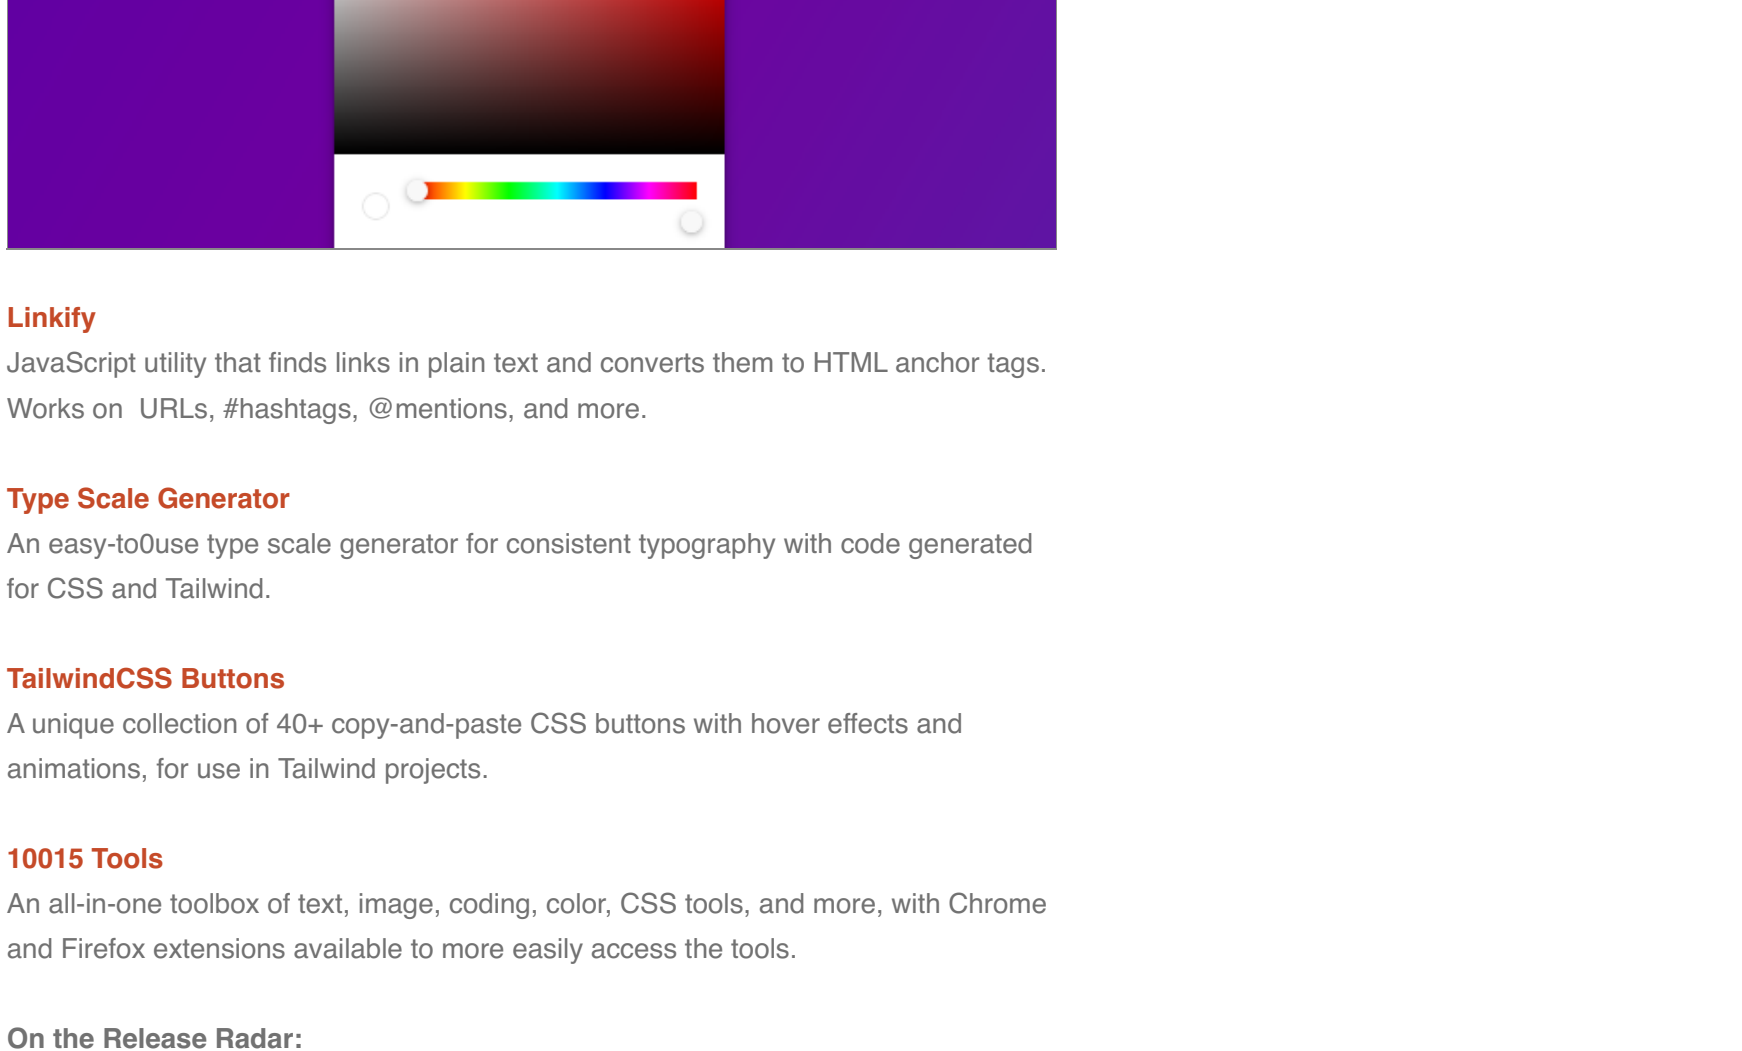 Linkify
JavaScript utility that finds links in plain text and converts them to HTML anchor tags.
Works on  URLs, #hashtags, @mentions, and more.
Type Scale Generator
An easy-to0use type scale generator for consistent typography with code generated
for CSS and Tailwind.
TailwindCSS Buttons
A unique collection of 40+ copy-and-paste CSS buttons with hover effects and
animations, for use in Tailwind projects.
10015 Tools
An all-in-one toolbox of text, image, coding, color, CSS tools, and more, with Chrome
and Firefox extensions available to more easily access the tools.
On the Release Radar: